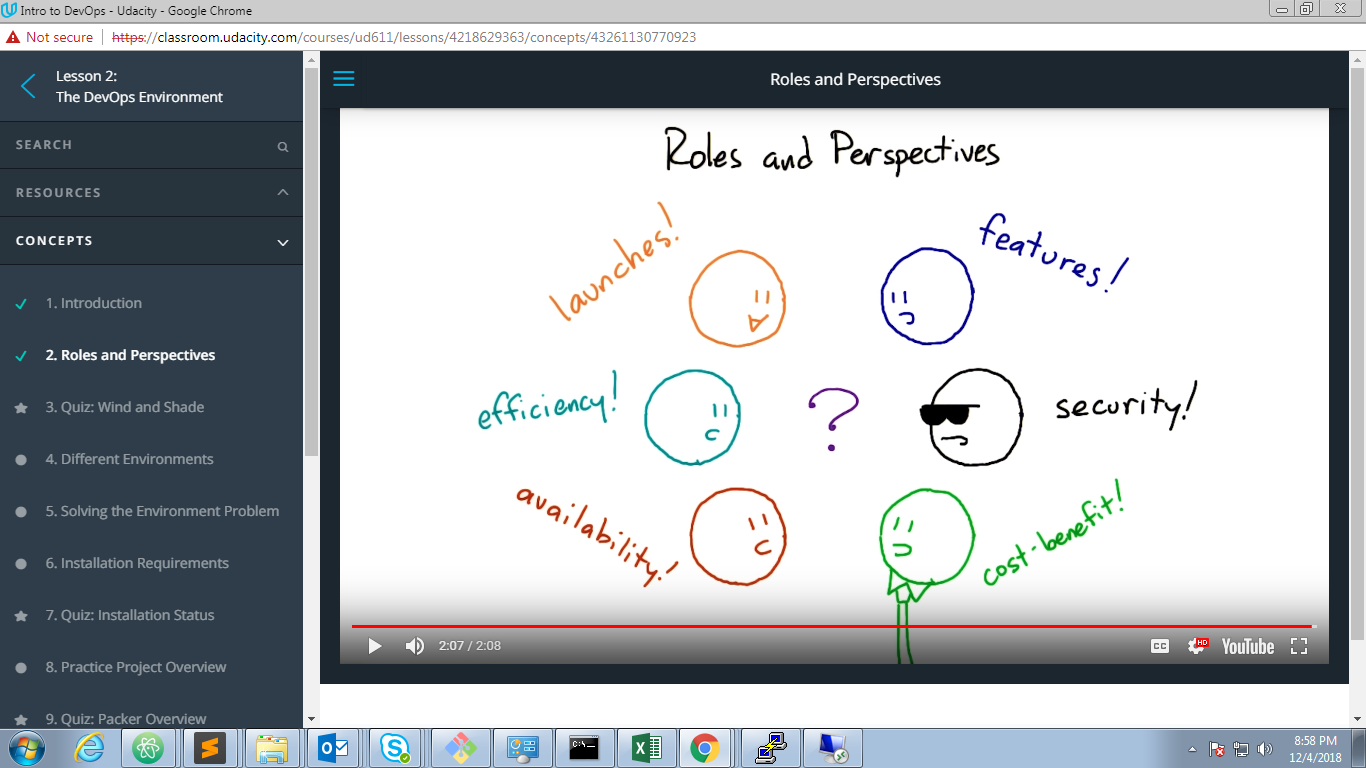 Intro to DevOps - Udacity - Google Chrome
Not secure https://classroom.udacity.com/courses/ud611/lessons/4218629363/concepts/43261130770923
Lesson 2:
The DevOps Environment
SEARCH
RESOURCES
CONCEPTS
1. Introduction
2. Roles and Perspectives
3. Quiz: Wind and Shade
4. Different Environments
5. Solving the Environment Problem
6. Installation Requirements
7. Quiz: Installation Status
8. Practice Project Overview
9. Quiz: Packer Overview
Roles and Perspectives
Roles and Perspectives
launches!
features!
efficiency!
?
security!
availability!
cost-benefit!
2:07 / 2:08
CC
HD
YouTube
8:58 PM
12/4/2018